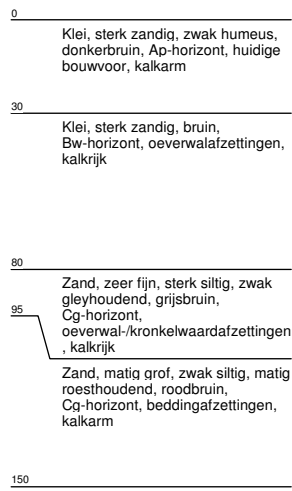 0
Klei, sterk zandig, zwak humeus,
donkerbruin, Ap-horizont, huidige
bouwvoor, kalkarm
30
Klei, sterk zandig, bruin,
Bw-horizont, oeverwalafzettingen,
kalkrijk
80
Zand, zeer fijn, sterk siltig, zwak
gleyhoudend, grijsbruin,
Cg-horizont,
oeverwal-/kronkelwaardafzettingen
, kalkrijk
95
Zand, matig grof, zwak siltig, matig
roesthoudend, roodbruin,
Cg-horizont, beddingafzettingen,
kalkarm
150